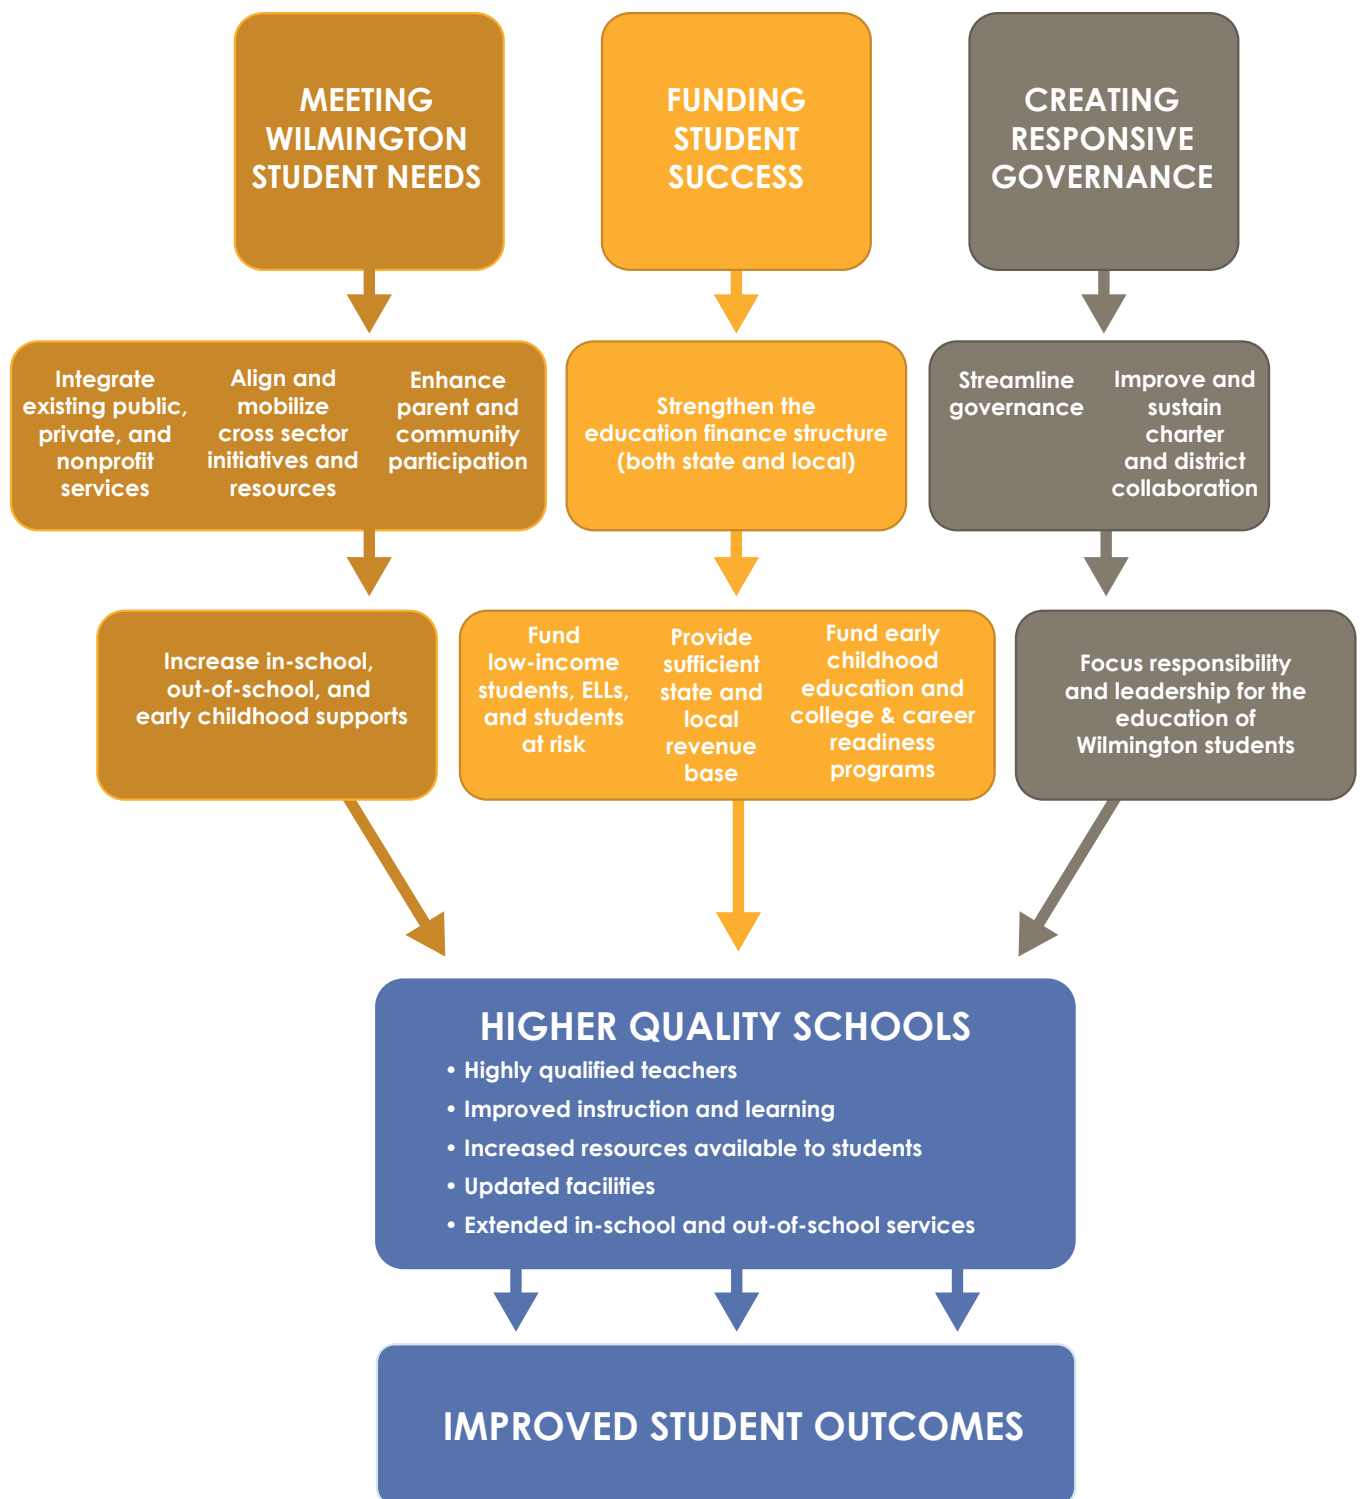 MEETING
WILMINGTON
STUDENT NEEDS
FUNDING
STUDENT
SUCCESS
CREATING
RESPONSIVE
GOVERNANCE
Integrate
existing public,
private, and
nonprofit
services
Align and
mobilize
cross sector
initiatives and
resources
Enhance
parent and
community
participation
Strengthen the
education finance structure
(both state and local)
Streamline
governance
Improve and
sustain
charter
and district
collaboration
Increase in-school,
out-of-school, and
early childhood supports
Fund
low-income
students, ELLs,
and students
at risk
Provide
sufficient
state and
local
revenue
base
Fund early
childhood
education and
college & career
readiness
programs
Focus responsibility
and leadership for the
education of
Wilmington students
HIGHER QUALITY SCHOOLS
• Highly qualified teachers
• Improved instruction and learning
• Increased resources available to students
• Updated facilities
• Extended in-school and out-of-school services
IMPROVED STUDENT OUTCOMES